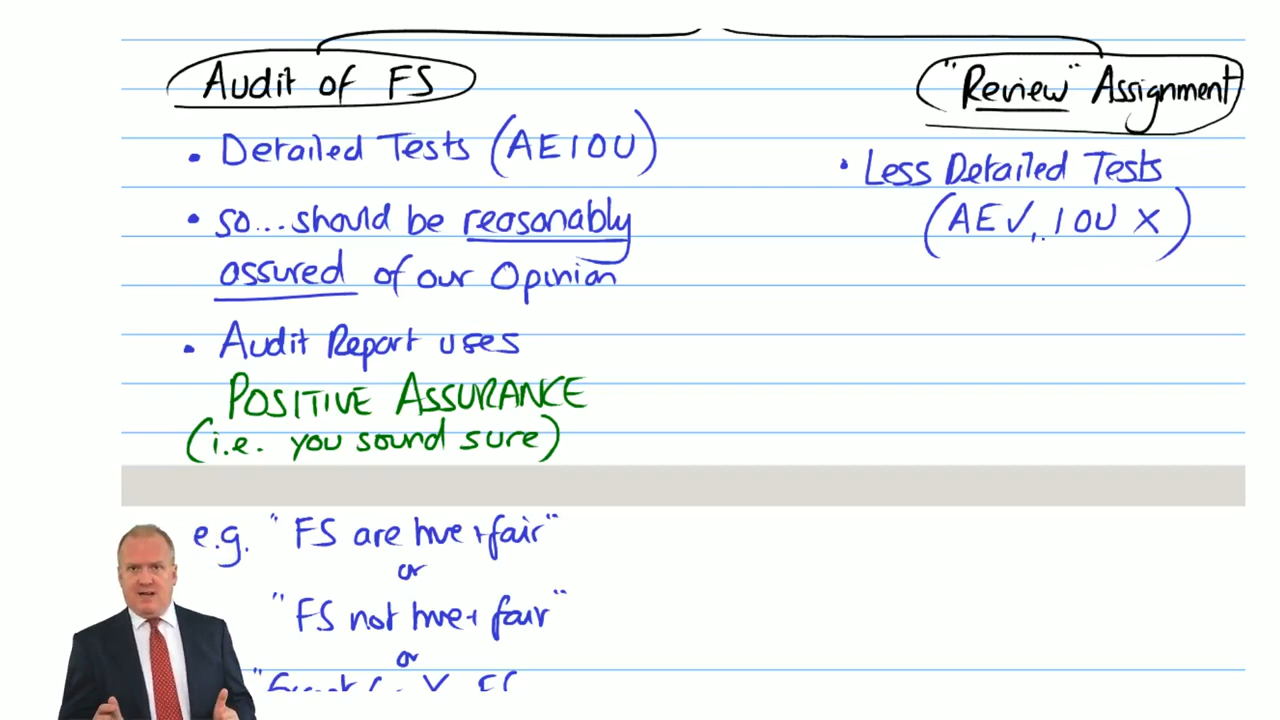 Audit of FS
"Review" Assignment
• Detailed Tests (AEIOU)
• so... should be reasonably
assured of our Opinion
• Audit Report uses
POSITIVE ASSURANCE
(i.e. you sound sure)
e.g. "FS are true + fair"
or
"FS not true + fair"
or
• Less Detailed Tests
(AE✓, IOU X)